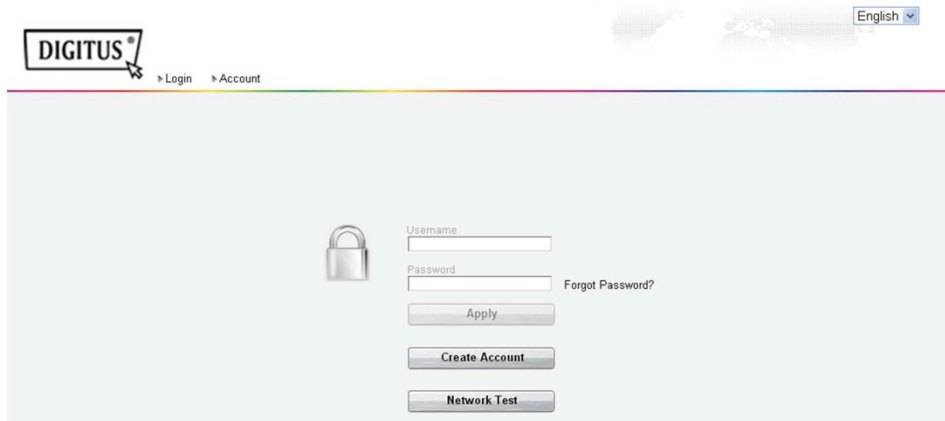 English
DIGITUS®
Login Account
Username
Password
Forgot Password?
Apply
Create Account
Network Test